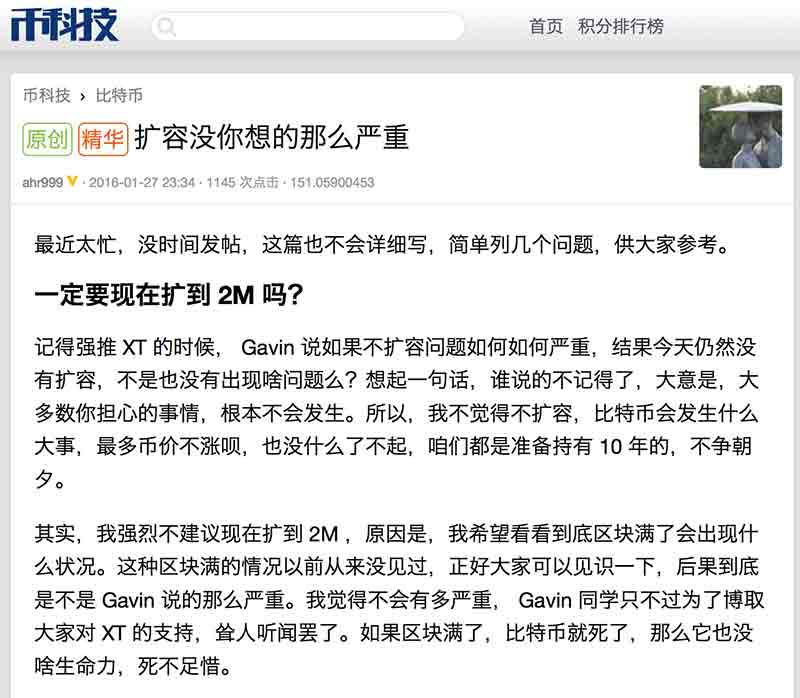 币科技
首页 积分排行榜
币科技 › 比特币
原创 精华 扩容没你想的那么严重
ahr999 V · 2016-01-27 23:34 · 1145 次点击 · 151.05900453
最近太忙，没时间发帖，这篇也不会详细写，简单列几个问题，供大家参考。
一定要现在扩到 2M 吗？
记得强推 XT 的时候， Gavin 说如果不扩容问题如何如何严重，结果今天仍然没
有扩容，不是也没有出现啥问题么？想起一句话，谁说的不记得了，大意是，大
多数你担心的事情，根本不会发生。所以，我不觉得不扩容，比特币会发生什么
大事，最多币价不涨呗，也没什么了不起，咱们都是准备持有 10 年的，不争朝
夕。
其实，我强烈不建议现在扩到 2M ，原因是，我希望看看到底区块满了会出现什
么状况。这种区块满的情况以前从来没见过，正好大家可以见识一下，后果到底
是不是 Gavin 说的那么严重。我觉得不会有多严重， Gavin 同学只不过为了博取
大家对 XT 的支持，耸人听闻罢了。如果区块满了，比特币就死了，那么它也没
啥生命力，死不足惜。